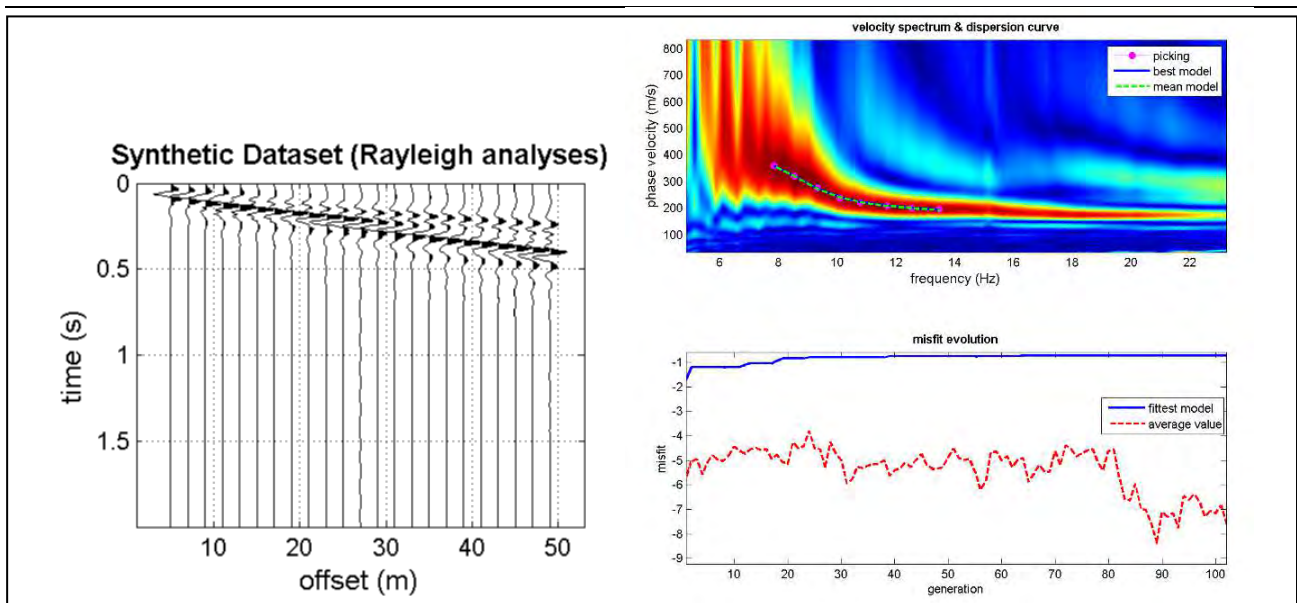 Synthetic Dataset (Rayleigh analyses)
0
0.5
1
1.5
time (s)
10 20 30 40 50
offset (m)
velocity spectrum & dispersion curve
800
700
600
500
400
300
200
100
phase velocity (m/s)
picking
best model
mean model
6 8 10 12 14 16 18 20 22
frequency (Hz)
misfit evolution
-1
-2
-3
-4
-5
-6
-7
-8
-9
misfit
fittest model
average value
10 20 30 40 50 60 70 80 90 100
generation